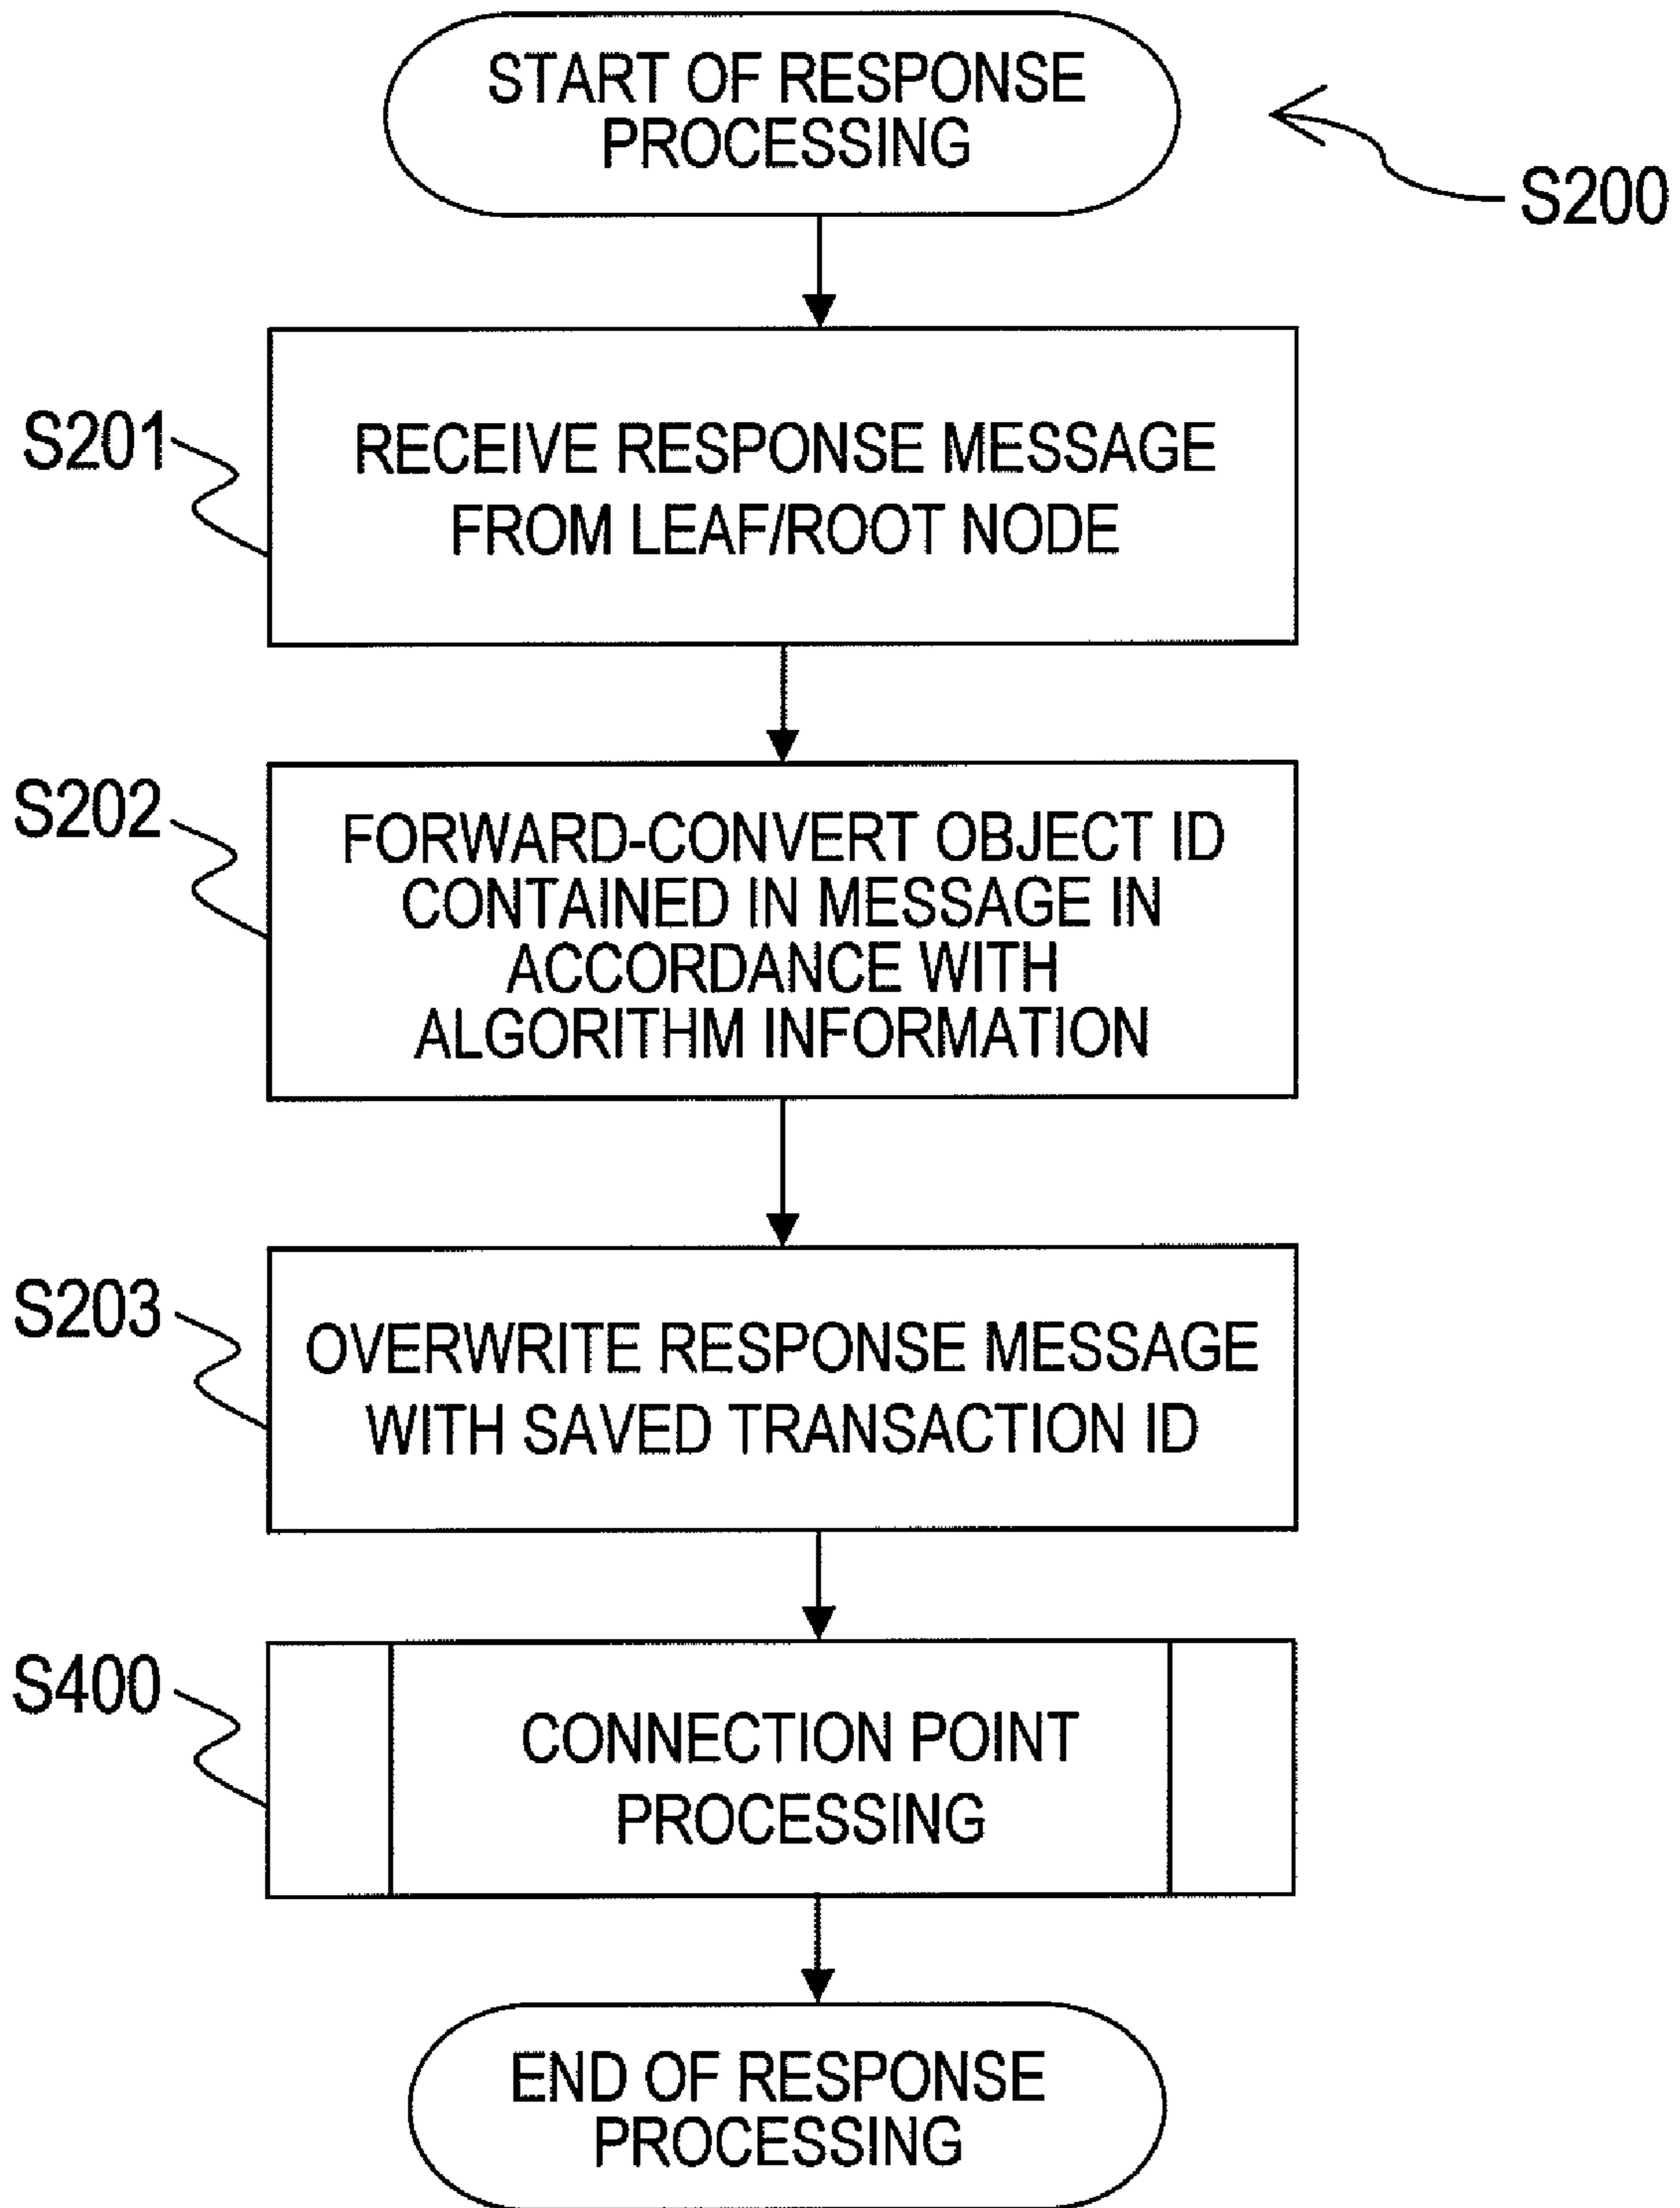 START OF RESPONSE
PROCESSING
S200
S201
RECEIVE RESPONSE MESSAGE
FROM LEAF/ROOT NODE
S202
FORWARD-CONVERT OBJECT ID
CONTAINED IN MESSAGE IN
ACCORDANCE WITH
ALGORITHM INFORMATION
S203
OVERWRITE RESPONSE MESSAGE
WITH SAVED TRANSACTION ID
S400
CONNECTION POINT
PROCESSING
END OF RESPONSE
PROCESSING